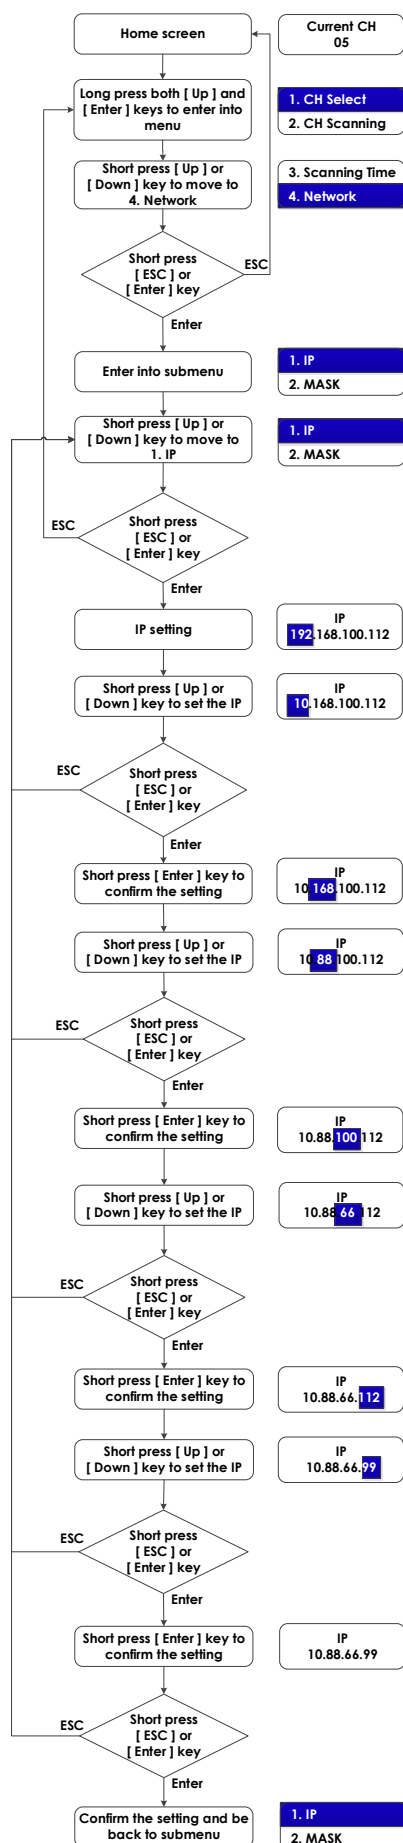 Home screen
Current CH
05
Long press both [ Up ] and
[ Enter ] keys to enter into
menu
1. CH Select
2. CH Scanning
Short press [ Up ] or
[ Down ] key to move to
4. Network
3. Scanning Time
4. Network
Short press
[ ESC ] or
[ Enter ] key
ESC
Enter
Enter into submenu
1. IP
2. MASK
Short press [ Up ] or
[ Down ] key to move to
1. IP
1. IP
2. MASK
ESC
Short press
[ ESC ] or
[ Enter ] key
Enter
IP setting
IP
192.168.100.112
Short press [ Up ] or
[ Down ] key to set the IP
IP
10.168.100.112
ESC
Short press
[ ESC ] or
[ Enter ] key
Enter
Short press [ Enter ] key to
confirm the setting
IP
10.168.100.112
Short press [ Up ] or
[ Down ] key to set the IP
IP
10 88 100.112
ESC
Short press
[ ESC ] or
[ Enter ] key
Enter
Short press [ Enter ] key to
confirm the setting
IP
10.88.100.112
Short press [ Up ] or
[ Down ] key to set the IP
IP
10.88 66 112
ESC
Short press
[ ESC ] or
[ Enter ] key
Enter
Short press [ Enter ] key to
confirm the setting
IP
10.88.66.112
Short press [ Up ] or
[ Down ] key to set the IP
IP
10.88.66.99
ESC
Short press
[ ESC ] or
[ Enter ] key
Enter
Short press [ Enter ] key to
confirm the setting
IP
10.88.66.99
ESC
Short press
[ ESC ] or
[ Enter ] key
Enter
Confirm the setting and be
back to submenu
1. IP
2. MASK